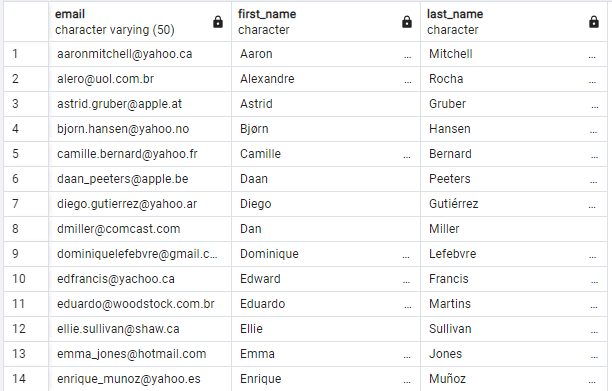 email first_name last_name
character varying (50) character character
1 aaronmitchell@yahoo.ca Aaron ... Mitchell ...
2 alero@uol.com.br Alexandre ... Rocha ...
3 astrid.gruber@apple.at Astrid Gruber ...
4 bjorn.hansen@yahoo.no Bjørn Hansen ...
5 camille.bernard@yahoo.fr Camille ... Bernard ...
6 daan_peeters@apple.be Daan Peeters ...
7 diego.gutierrez@yahoo.ar Diego Gutiérrez ...
8 dmiller@comcast.com Dan Miller
9 dominiquelefebvre@gmail.c... Dominique ... Lefebvre ...
10 edfrancis@yachoo.ca Edward ... Francis ...
11 eduardo@woodstock.com.br Eduardo ... Martins ...
12 ellie.sullivan@shaw.ca Ellie Sullivan ...
13 emma_jones@hotmail.com Emma ... Jones ...
14 enrique_munoz@yahoo.es Enrique ... Muñoz ...